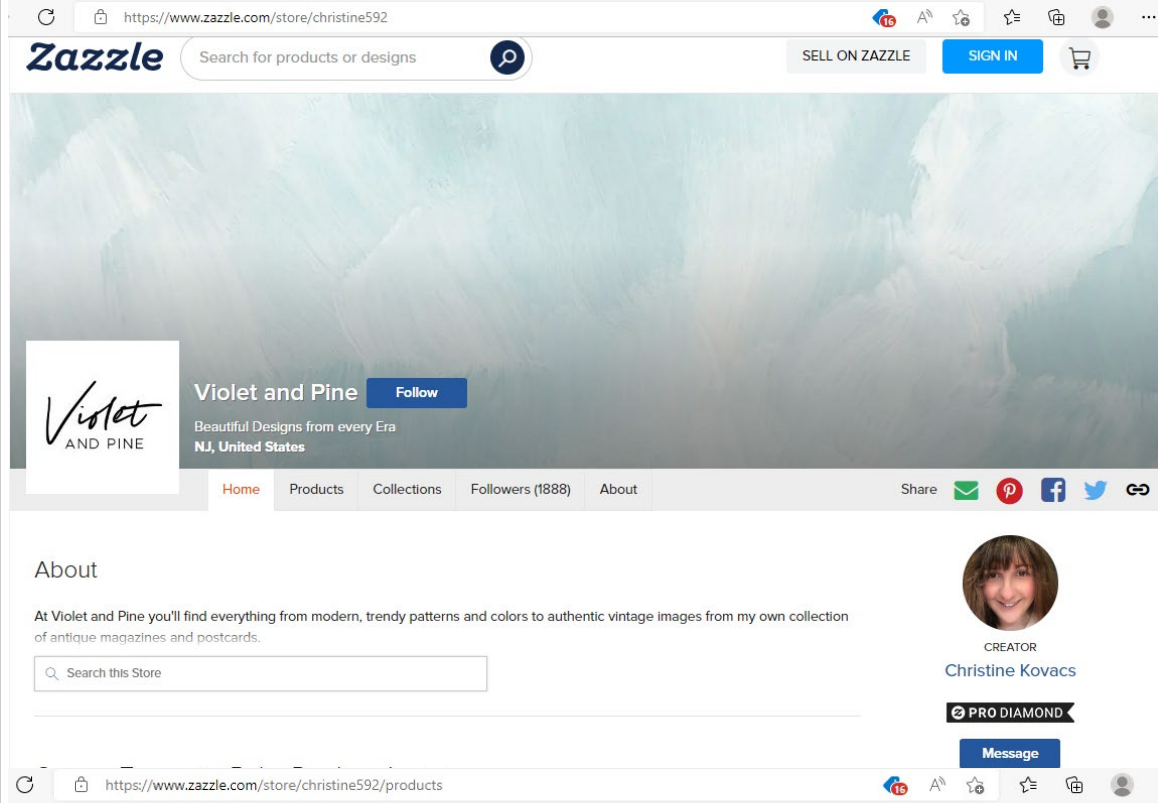 https://www.zazzle.com/store/christine592
16
Zazzle
Search for products or designs
SELL ON ZAZZLE
SIGN IN
Violet
AND PINE
Violet and Pine
Follow
Beautiful Designs from every Era
NJ, United States
Home
Products
Collections
Followers (1888)
About
Share
About
At Violet and Pine you'll find everything from modern, trendy patterns and colors to authentic vintage images from my own collection
of antique magazines and postcards.
Search this Store
CREATOR
Christine Kovacs
PRO DIAMOND
Message
https://www.zazzle.com/store/christine592/products
16